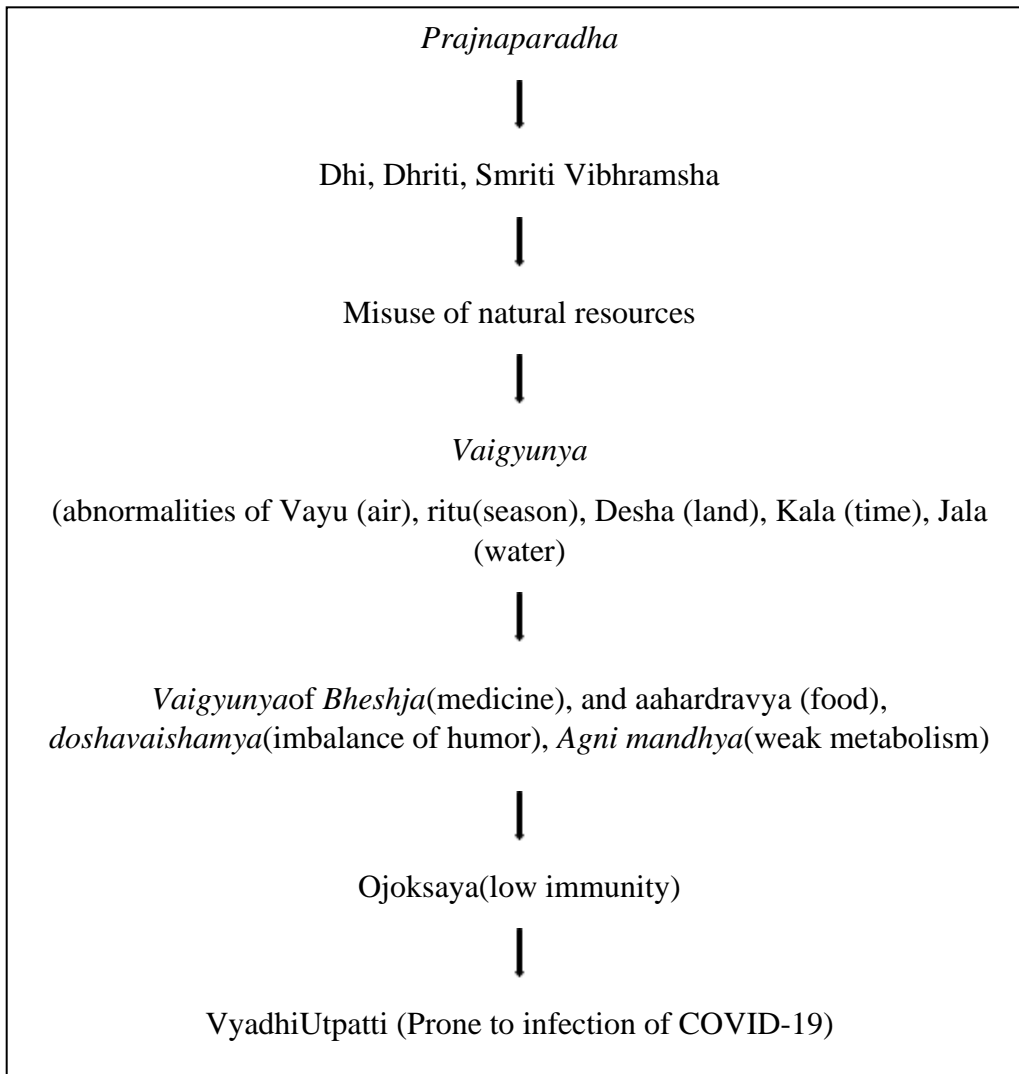 Prajnaparadha
Dhi, Dhriti, Smriti Vibhramsha
Misuse of natural resources
Vaigyunya
(abnormalities of Vayu (air), ritu(season), Desha (land), Kala (time), Jala
(water)
Vaigyunyaof Bheshja(medicine), and aahardravya (food),
doshavaishamya(imbalance of humor), Agni mandhya(weak metabolism)
Ojoksaya(low immunity)
VyadhiUtpatti (Prone to infection of COVID-19)